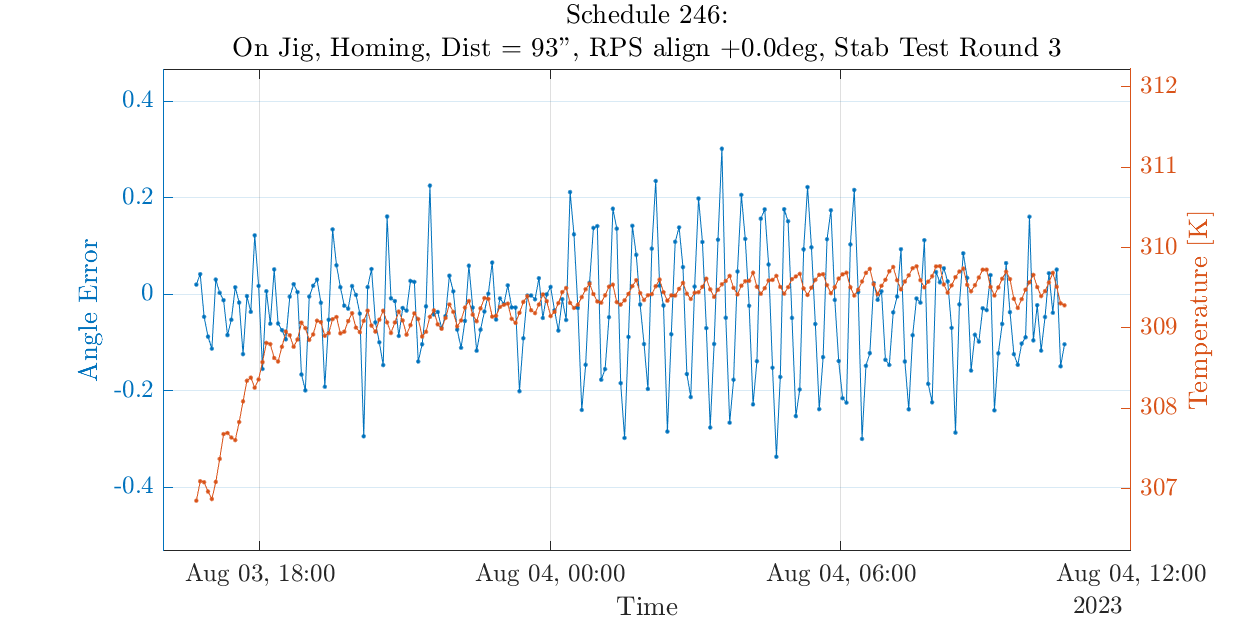 Schedule 246:
On Jig, Homing, Dist = 93", RPS align +0.0deg, Stab Test Round 3
0.4
0.2
0
-0.2
-0.4
Angle Error
312
311
310
309
308
307
Temperature [K]
Aug 03, 18:00
Aug 04, 00:00
Aug 04, 06:00
Aug 04, 12:00
Time
2023